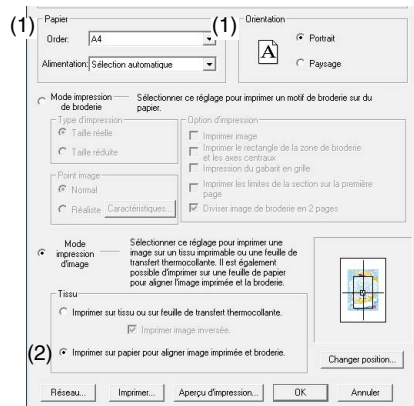 (1) Papier
Order: A4
Alimentation: Sélection automatique
(1) Orientation
A
Portrait
Paysage
Mode impression
de broderie
Sélectionner ce réglage pour imprimer un motif de broderie sur du
papier.
Type d'impression
Taille réelle
Taille réduite
Point image
Normal
Réaliste Caractéristiques...
Option d'impression
Imprimer image
Imprimer le rectangle de la zone de broderie
et les axes centraux
Impression du gabarit en grille
Imprimer les limites de la section sur la première
page
Diviser image de broderie en 2 pages
Mode
impression
d'image
Sélectionner ce réglage pour imprimer une
image sur un tissu imprimable ou une feuille de
transfert thermocollante. Il est également
possible d'imprimer sur une feuille de papier
pour aligner l'image imprimée et la broderie.
Tissu
Imprimer sur tissu ou sur feuille de transfert thermocollante.
Imprimer image inversée.
(2) Imprimer sur papier pour aligner image imprimée et broderie.
Changer position...
Réseau... Imprimer... Aperçu d'impression... OK Annuler